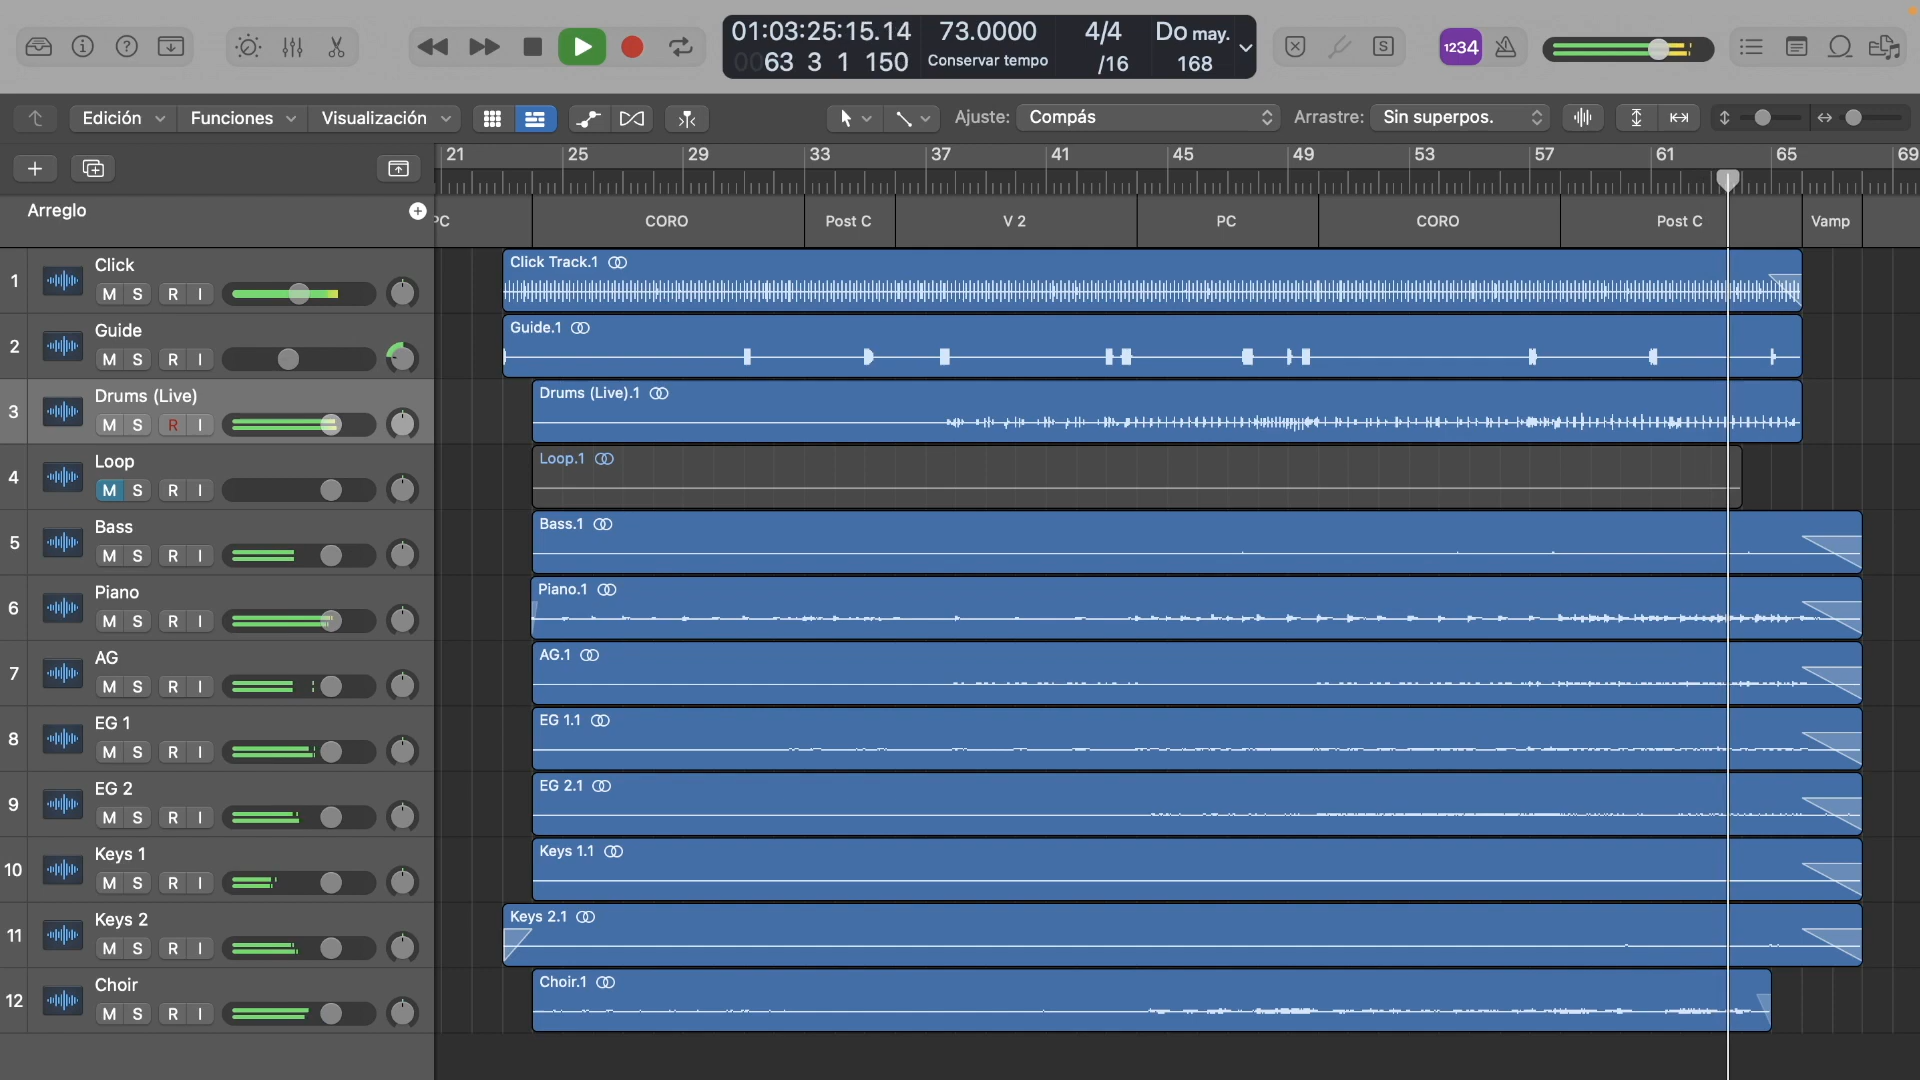 01:03:25:15.14 73.0000 4/4 Do may.
0063 3 1 150 Conservar tempo /16 168
S
1234
Edición Funciones Visualización Ajuste: Compás Arrastre: Sin superpos.
21 25 29 33 37 41 45 49 53 57 61 65 69
Arreglo
PC CORO Post C V 2 PC CORO Post C Vamp
1 Click M S R I
Click Track.1
2 Guide M S R I
Guide.1
3 Drums (Live) M S R I
Drums (Live).1
4 Loop M S R I
Loop.1
5 Bass M S R I
Bass.1
6 Piano M S R I
Piano.1
7 AG M S R I
AG.1
8 EG 1 M S R I
EG 1.1
9 EG 2 M S R I
EG 2.1
10 Keys 1 M S R I
Keys 1.1
11 Keys 2 M S R I
Keys 2.1
12 Choir M S R I
Choir.1